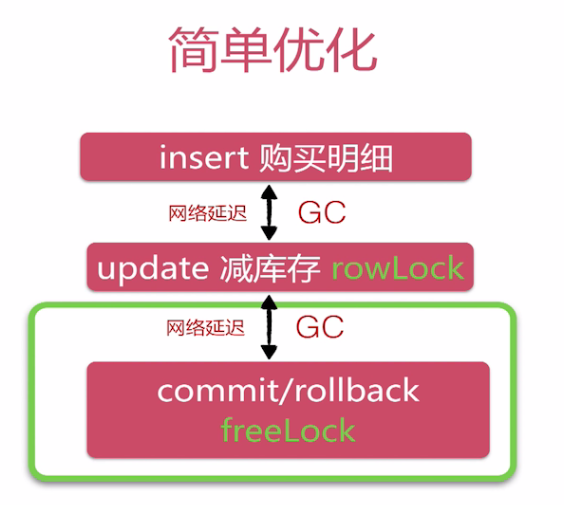 简单优化
insert 购买明细
网络延迟 GC
update 减库存 rowLock
网络延迟 GC
commit/rollback
freeLock